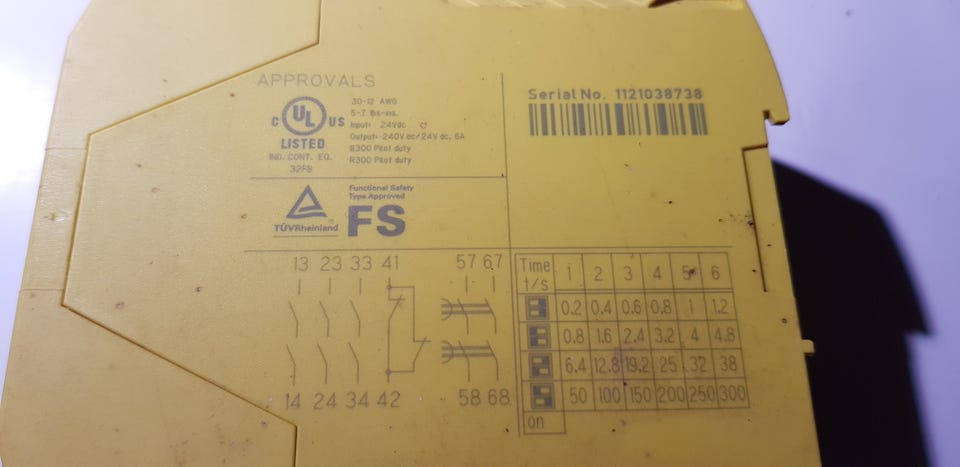 APPROVALS
C UL US
LISTED
IND. CONT. EQ.
32F8
30-12 AWG
5-7 lbs-ins.
Input: 24Vdc
Output: 240V ac/24V dc, 6A
B300 Pilot duty
R300 Pilot duty
Serial No. 1121038738
TÜVRheinland
Functional Safety
Type Approved
FS
13 23 33 41 57 67
14 24 34 42 58 68
Time t/s 1 2 3 4 5 6
0.2 0.4 0.6 0.8 1 1.2
0.8 1.6 2.4 3.2 4 4.8
6.4 12.8 19.2 25 32 38
50 100 150 200 250 300
on